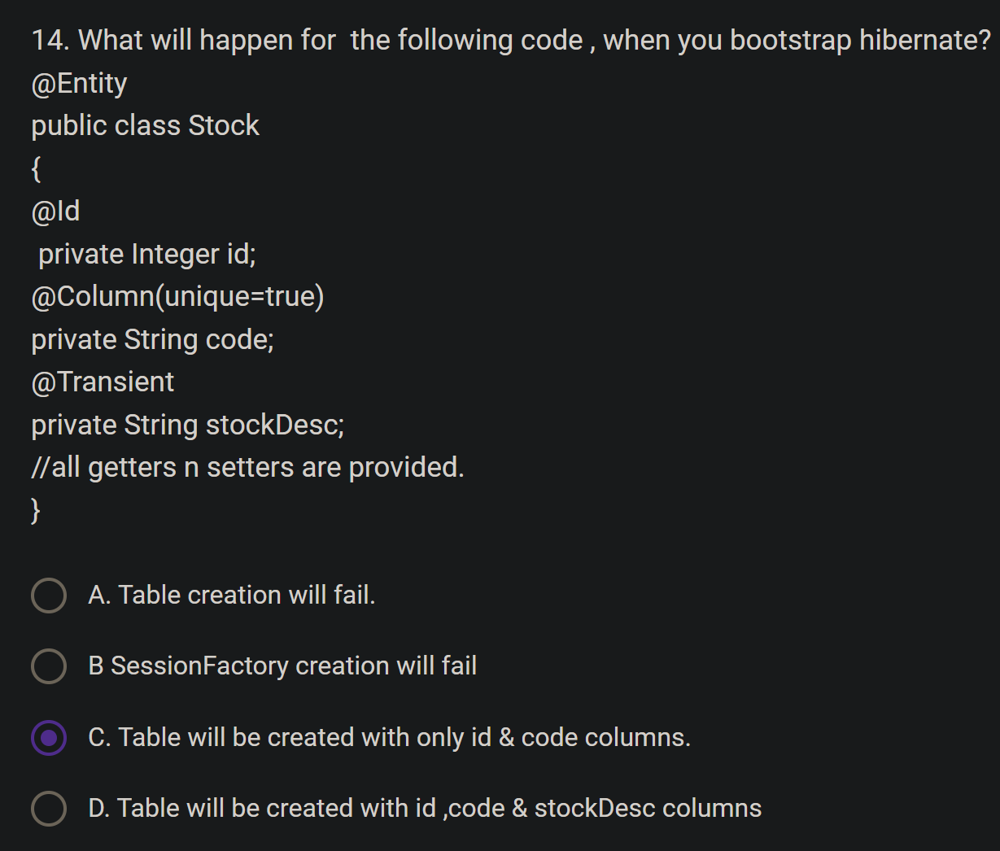 14. What will happen for  the following code , when you bootstrap hibernate?
@Entity
public class Stock
{
@Id
 private Integer id;
@Column(unique=true)
private String code;
@Transient
private String stockDesc;
//all getters n setters are provided.
}
A. Table creation will fail.
B SessionFactory creation will fail
C. Table will be created with only id & code columns.
D. Table will be created with id ,code & stockDesc columns